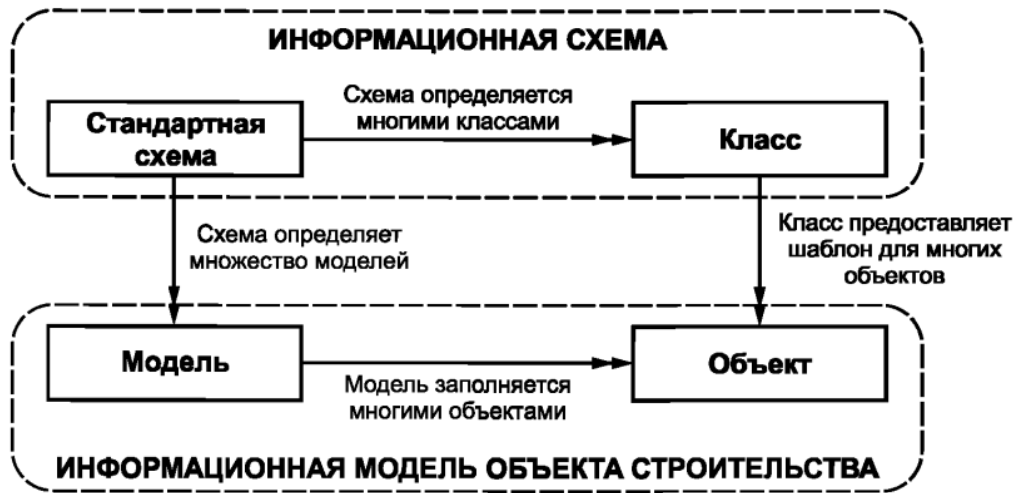 ИНФОРМАЦИОННАЯ СХЕМА
Схема определяется
многими классами
Стандартная
схема
Класс
Схема определяет
множество моделей
Класс предоставляет
шаблон для многих
объектов
Модель
Объект
Модель заполняется
многими объектами
ИНФОРМАЦИОННАЯ МОДЕЛЬ ОБЪЕКТА СТРОИТЕЛЬСТВА